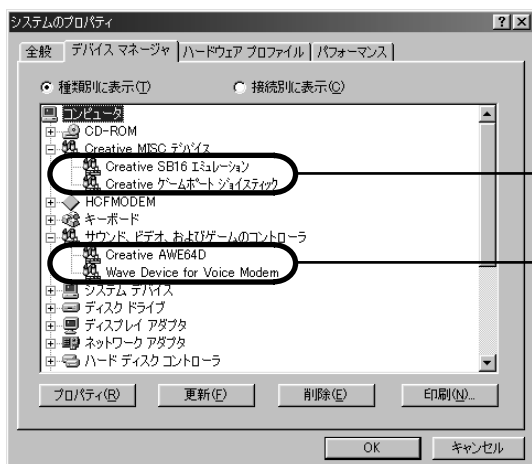 システムのプロパティ
全般 デバイス マネージャ ハードウェア プロファイル パフォーマンス
種類別に表示(T) 接続別に表示(C)
コンピュータ
CD-ROM
Creative MISC デバイス
Creative SB16 エミュレーション
Creative ゲームポート ジョイスティック
HCFMODEM
キーボード
サウンド、ビデオ、およびゲームのコントローラ
Creative AWE64D
Wave Device for Voice Modem
システム デバイス
ディスク ドライブ
ディスプレイ アダプタ
ネットワーク アダプタ
ハード ディスク コントローラ
プロパティ(R) 更新(F) 削除(E) 印刷(N)...
OK キャンセル